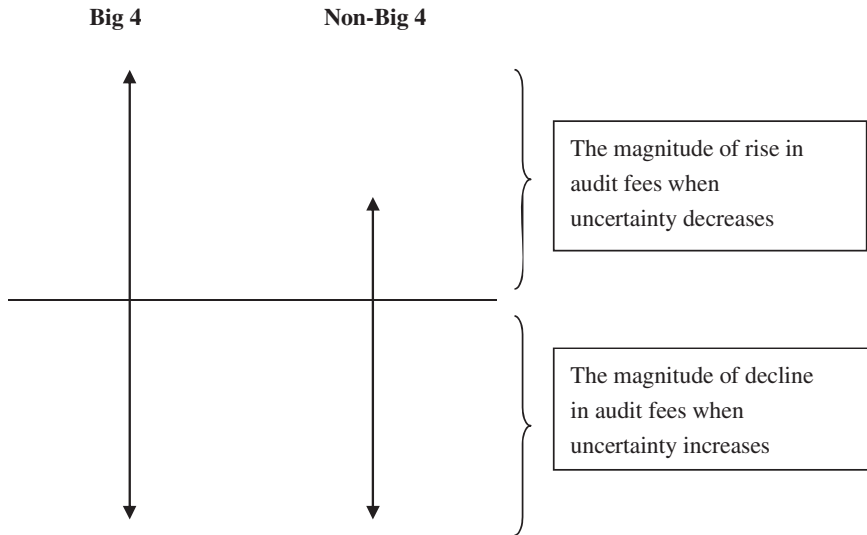 Big 4 Non-Big 4
The magnitude of rise in
audit fees when
uncertainty decreases
The magnitude of decline
in audit fees when
uncertainty increases